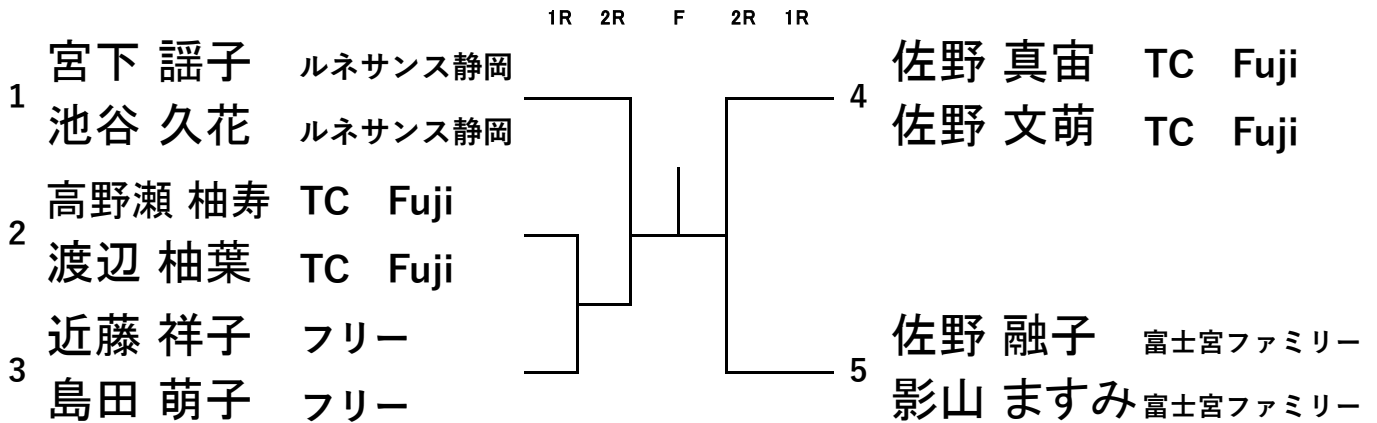 1R 2R F 2R 1R
1 宮下 謡子 ルネサンス静岡
池谷 久花 ルネサンス静岡
2 高野瀬 柚寿 TC Fuji
渡辺 柚葉 TC Fuji
3 近藤 祥子 フリー
島田 萌子 フリー
4 佐野 真宙 TC Fuji
佐野 文萌 TC Fuji
5 佐野 融子 富士宮ファミリー
影山 ますみ 富士宮ファミリー